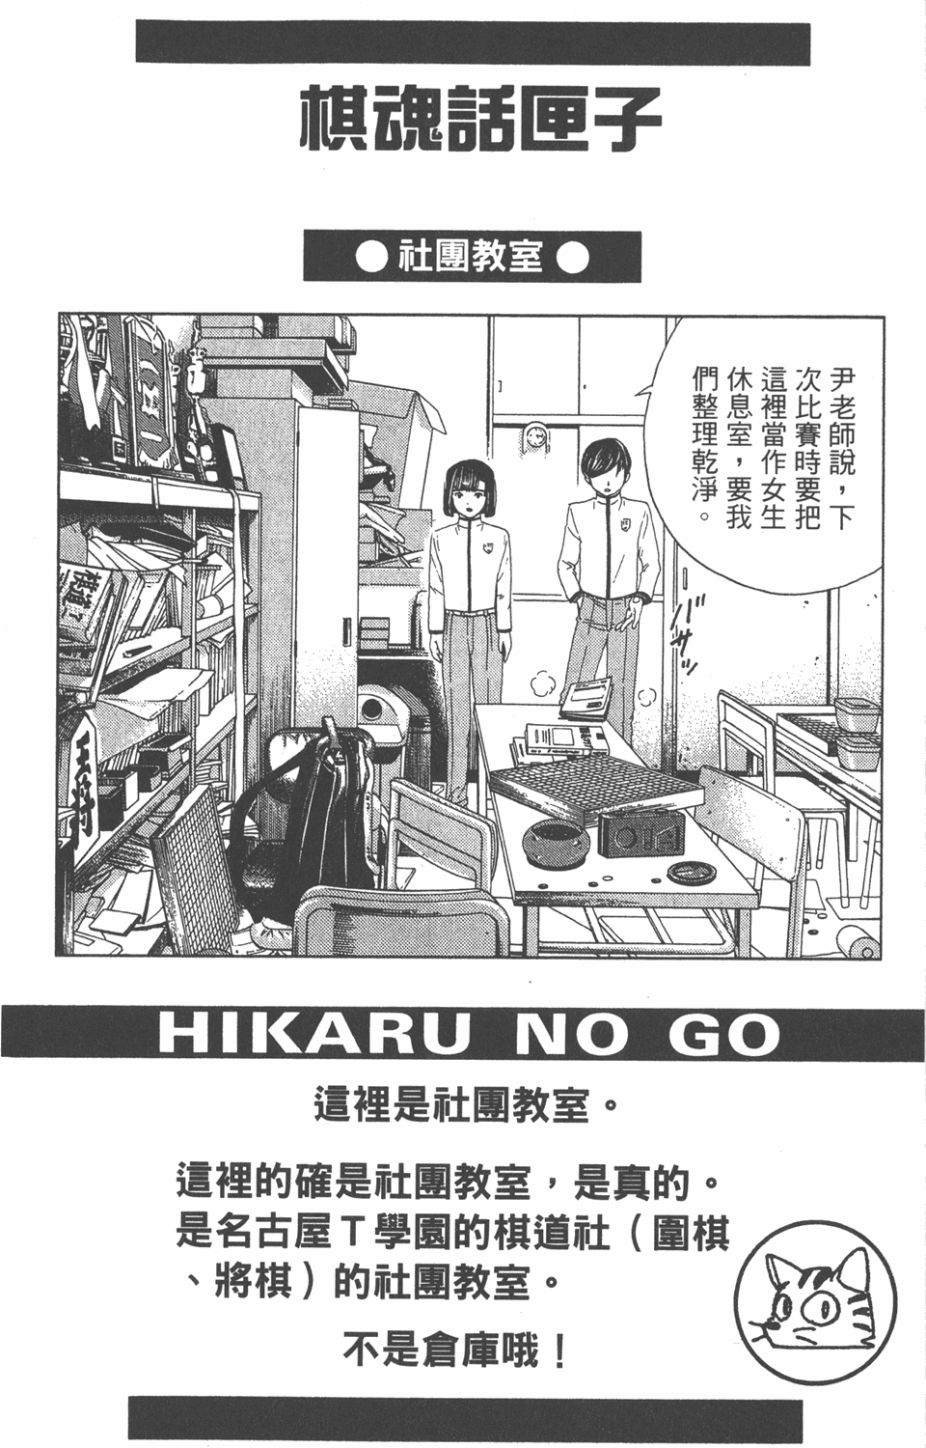 棋魂話匣子
●社團教室●
尹老師說，下
次比賽時要把
這裡當作女生
休息室，要我
們整理乾淨。
バサッ
棋道
HIKARU NO GO
這裡是社團教室。
這裡的確是社團教室，是真的。
是名古屋T學園的棋道社（圍棋
、將棋）的社團教室。
不是倉庫哦！